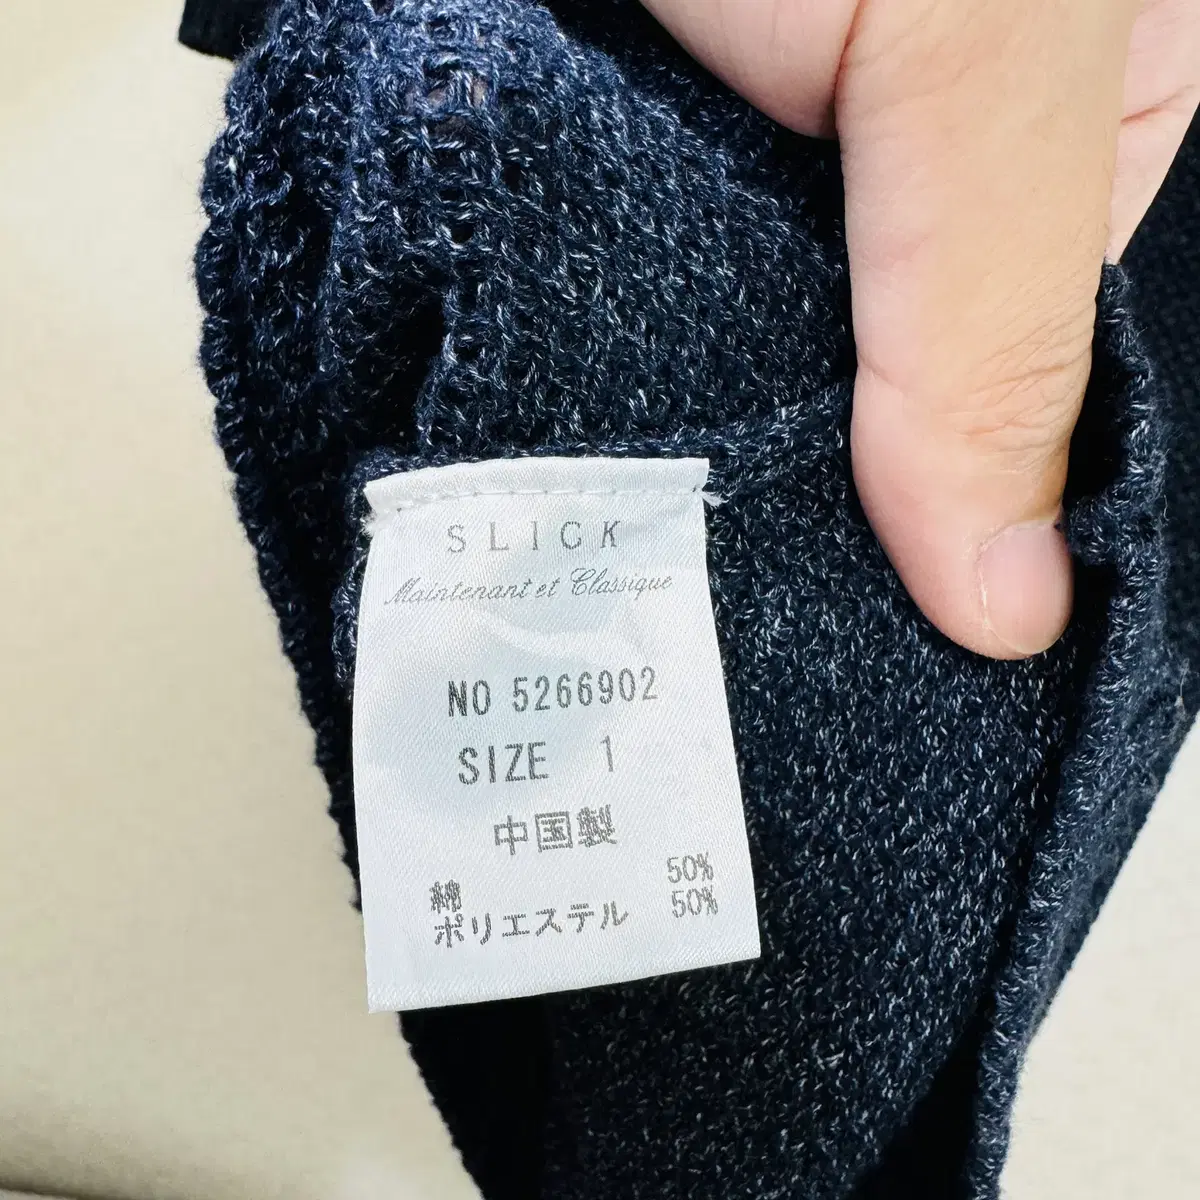 SLICK
Maintenant et Classique
NO 5266902
SIZE 1
中国製
綿 50%
ポリエステル 50%